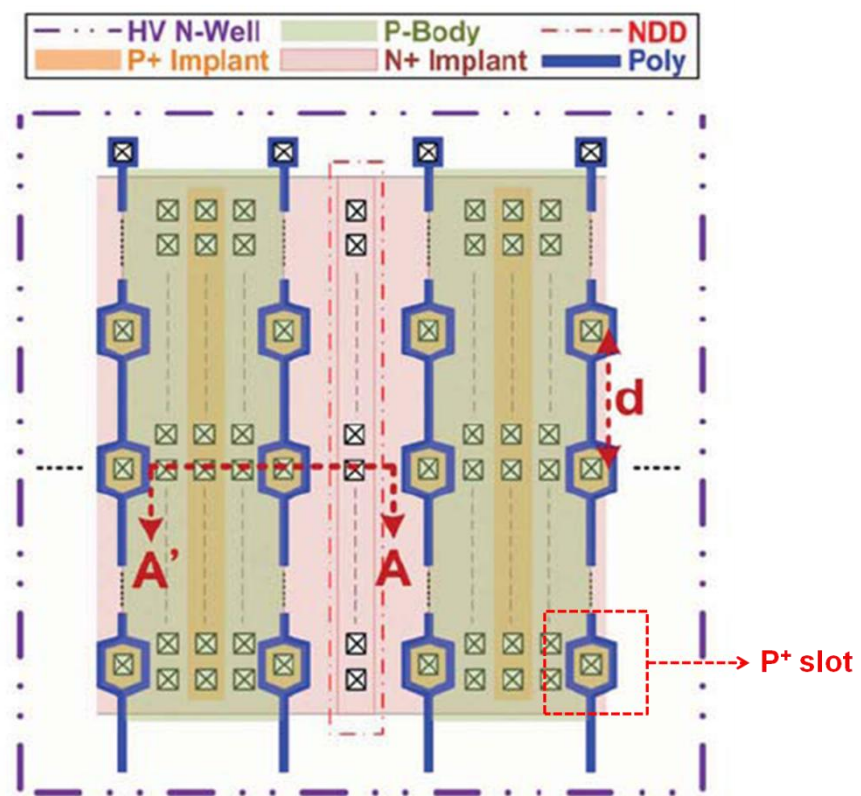 HV N-Well P-Body NDD
P+ Implant N+ Implant Poly
d
A’ A
P⁺ slot